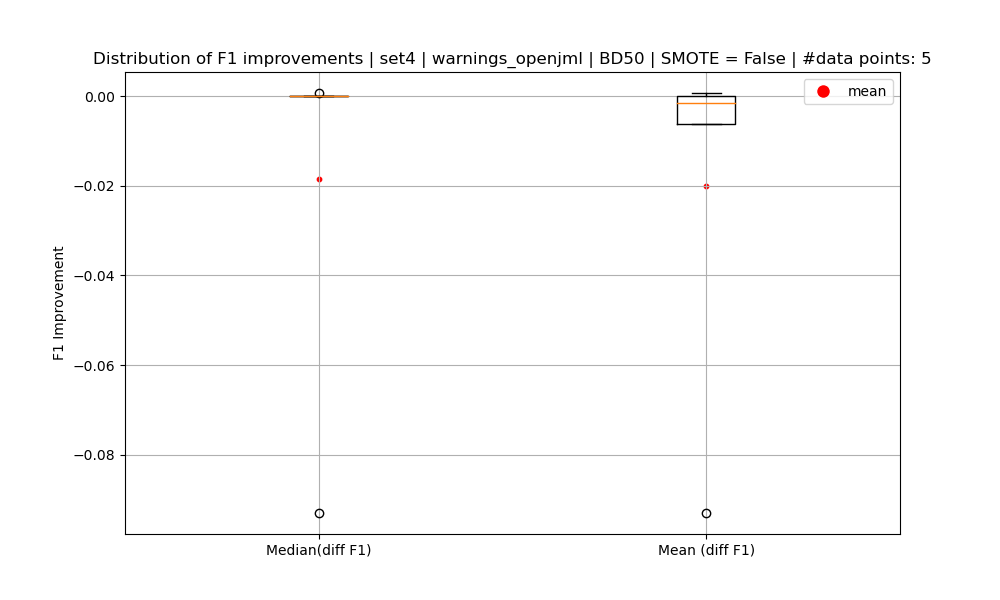 Distribution of F1 improvements | set4 | warnings_openjml | BD50 | SMOTE = False | #data points: 5
mean
0.00
−0.02
−0.04
−0.06
−0.08
F1 Improvement
Median(diff F1)
Mean (diff F1)